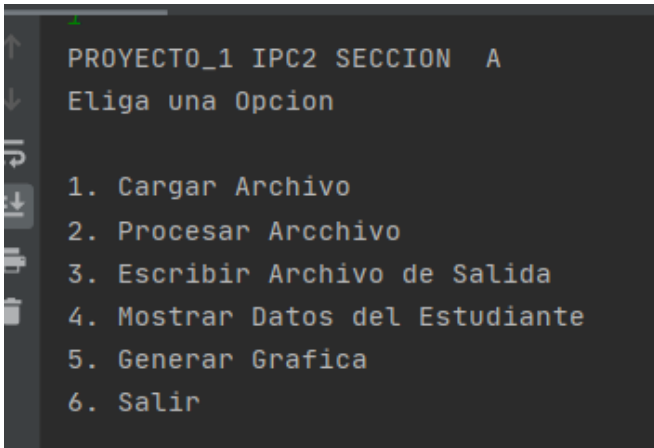 PROYECTO_1 IPC2 SECCION  A
Eliga una Opcion
1. Cargar Archivo
2. Procesar Arcchivo
3. Escribir Archivo de Salida
4. Mostrar Datos del Estudiante
5. Generar Grafica
6. Salir